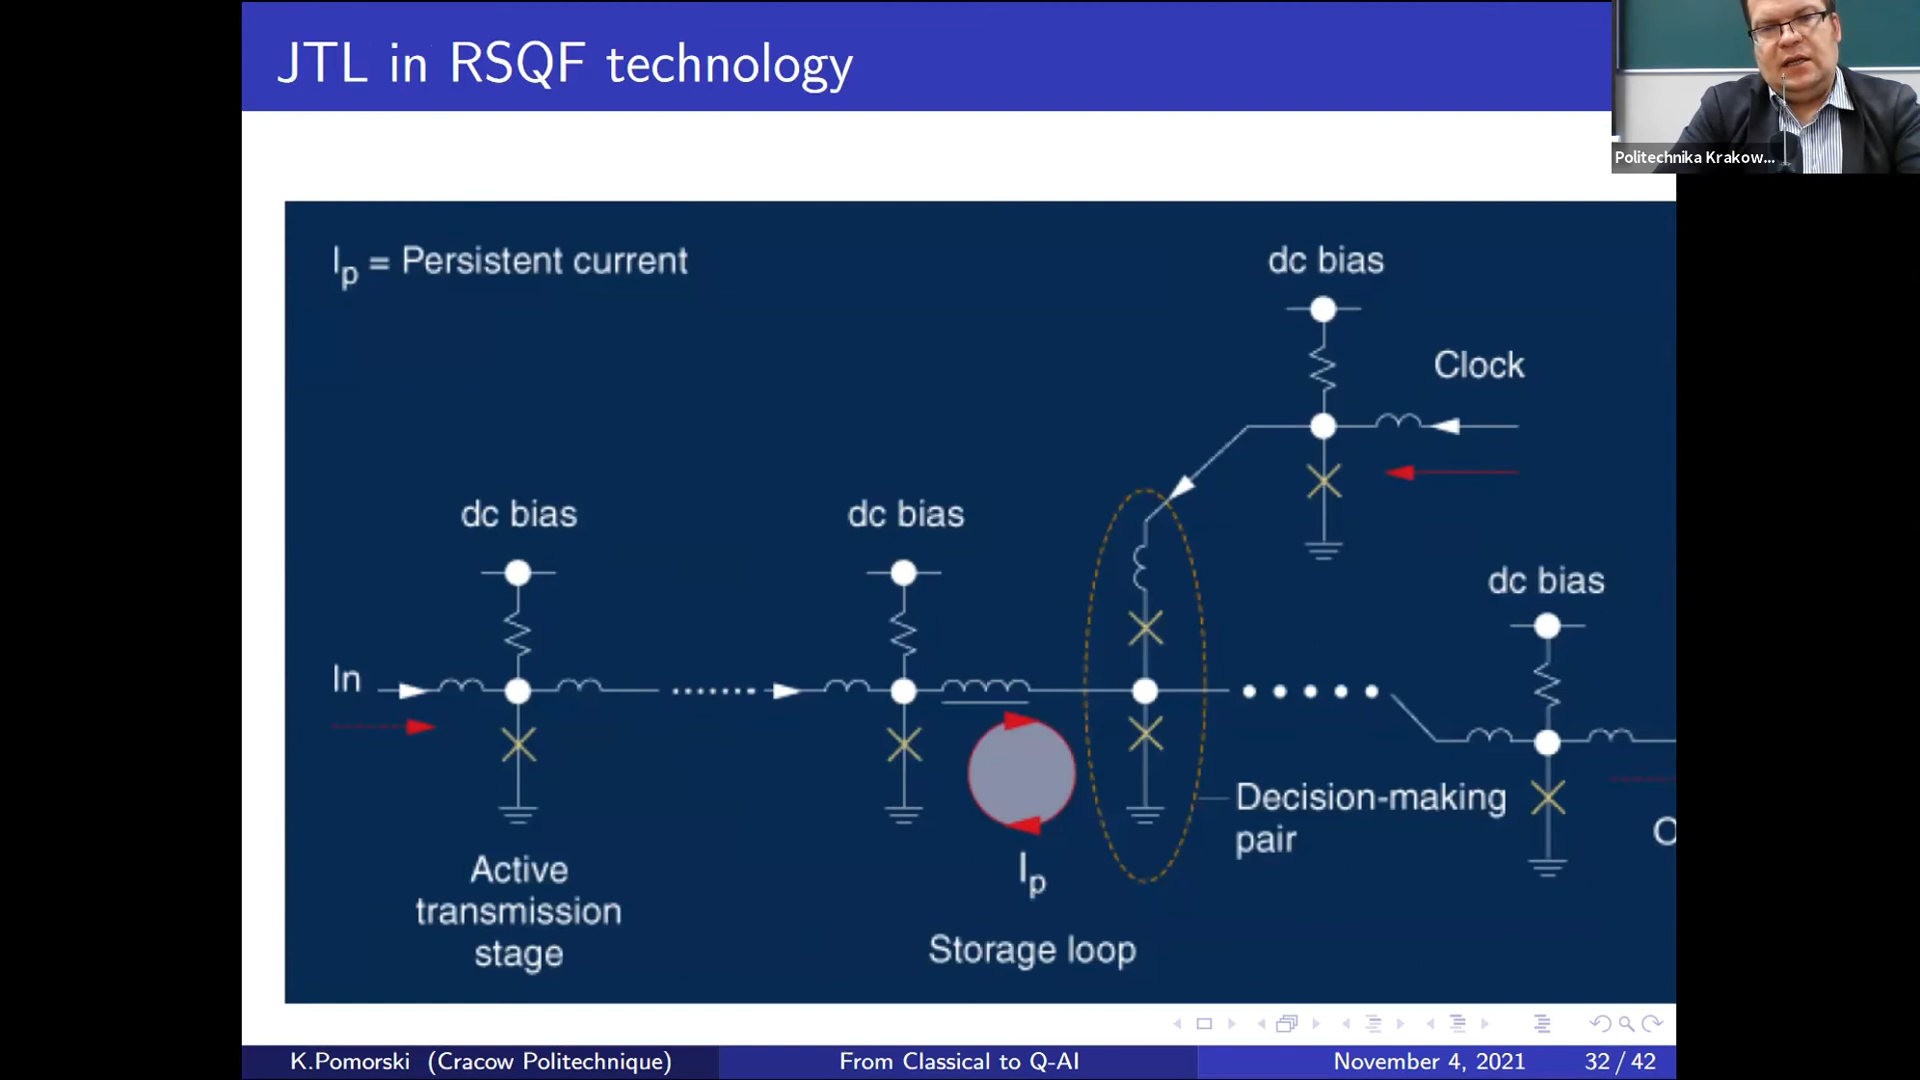 JTL in RSQF technology
Politechnika Krakow...
Ip = Persistent current
dc bias
Clock
dc bias
dc bias
dc bias
In
Decision-making
pair
Ip
Active
transmission
stage
Storage loop
K.Pomorski (Cracow Politechnique)
From Classical to Q-AI
November 4, 2021
32 / 42